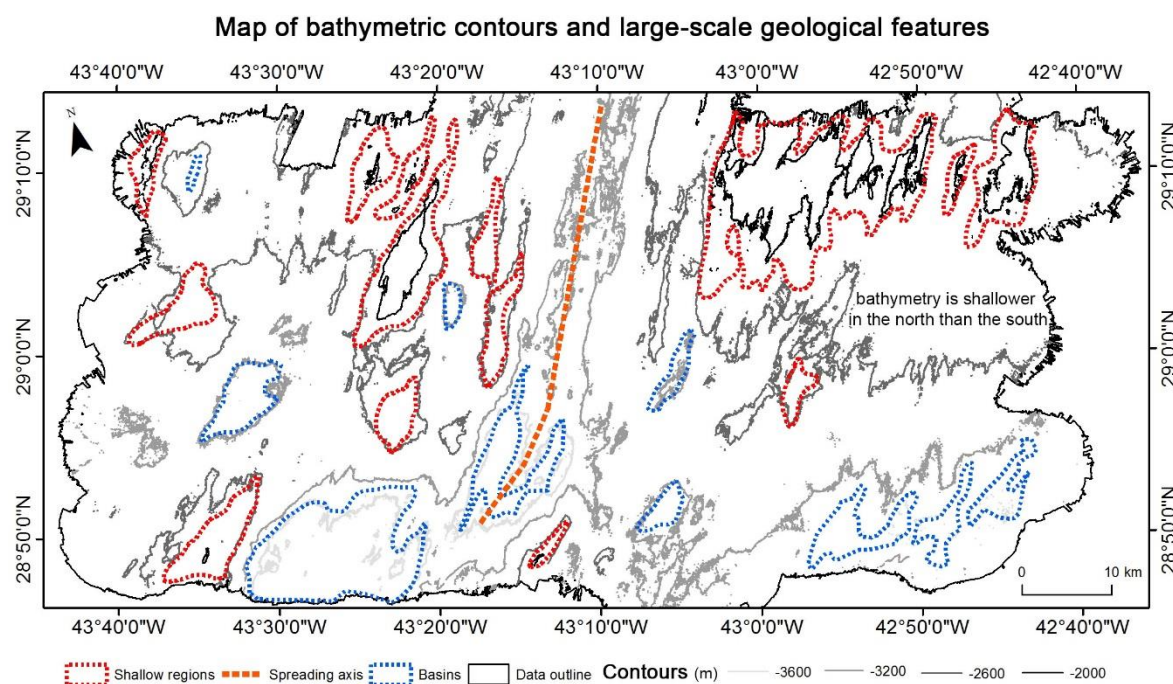 Map of bathymetric contours and large-scale geological features
43°40'0"W 43°30'0"W 43°20'0"W 43°10'0"W 43°0'0"W 42°50'0"W 42°40'0"W
N
29°10'0"N 29°10'0"N
bathymetry is shallower
in the north than the south
29°0'0"N 29°0'0"N
28°50'0"N 28°50'0"N
0 10 km
43°40'0"W 43°30'0"W 43°20'0"W 43°10'0"W 43°0'0"W 42°50'0"W 42°40'0"W
Shallow regions Spreading axis Basins Data outline Contours (m) -3600 -3200 -2600 -2000